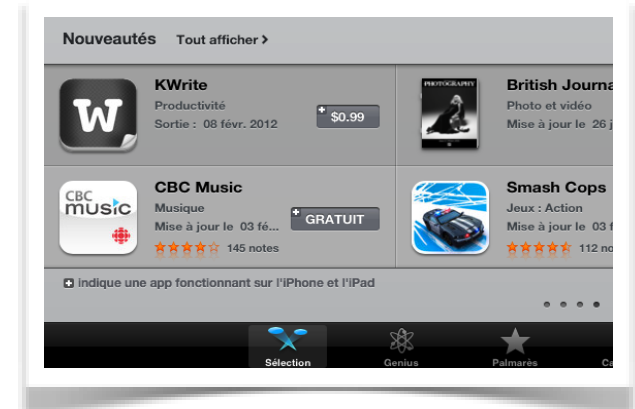 Nouveautés Tout afficher >
KWrite
Productivité
Sortie : 08 févr. 2012
+ $0.99
W
PHOTOGRAPHY
British Journa
Photo et vidéo
Mise à jour le 26 j
CBC music
CBC Music
Musique
Mise à jour le 03 fé...
145 notes
+ GRATUIT
Smash Cops
Jeux : Action
Mise à jour le 03 f
112 no
+ indique une app fonctionnant sur l'iPhone et l'iPad
Sélection Genius Palmarès Ca